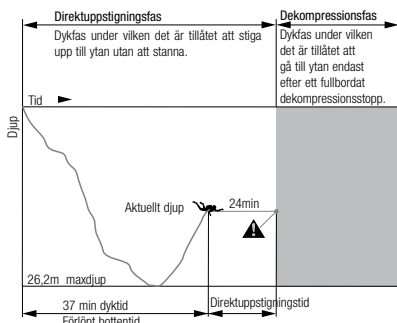 Direktuppstigningsfas
Dykfas under vilken det är tillåtet att stiga
upp till ytan utan att stanna.
Dekompressionsfas
Dykfas under vilken
det är tillåtet att
gå till ytan endast
efter ett fullbordat
dekompressionsstopp.
Tid
Djup
Aktuellt djup
24min
26,2m maxdjup
37 min dyktid
Förlöpt bottentid
Direktuppstigningstid